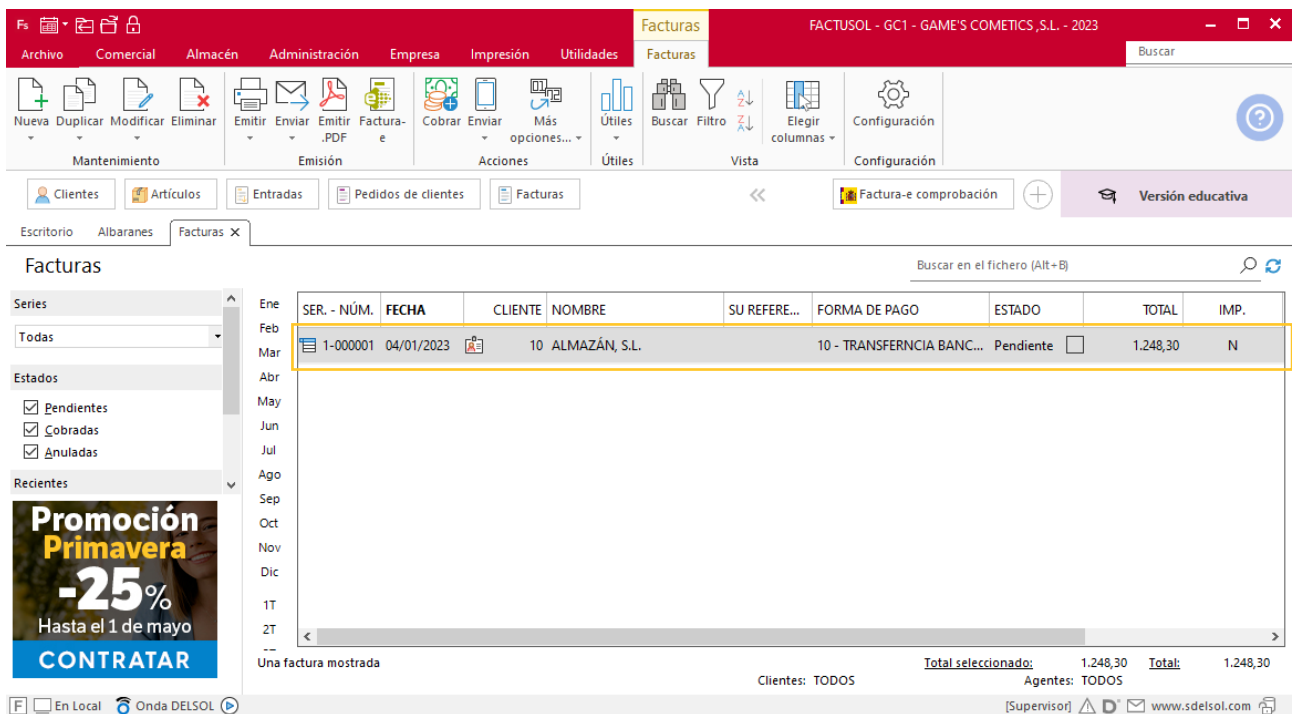 Fs Facturas FACTUSOL - GC1 - GAME'S COMETICS ,S.L. - 2023
Archivo Comercial Almacén Administración Empresa Impresión Utilidades Facturas Buscar
Nueva Duplicar Modificar Eliminar Emitir Enviar Emitir .PDF Factura-e Cobrar Enviar Más opciones... Útiles Buscar Filtro Elegir columnas Configuración
Mantenimiento Emisión Acciones Útiles Vista Configuración
Clientes Artículos Entradas Pedidos de clientes Facturas Factura-e comprobación Versión educativa
Escritorio Albaranes Facturas
Facturas Buscar en el fichero (Alt+B)
Series
Todas
Estados
Pendientes
Cobradas
Anuladas
Recientes
Promoción
Primavera
-25%
Hasta el 1 de mayo
CONTRATAR
Ene
Feb
Mar
Abr
May
Jun
Jul
Ago
Sep
Oct
Nov
Dic
1T
2T
SER. - NÚM. FECHA CLIENTE NOMBRE SU REFERE... FORMA DE PAGO ESTADO TOTAL IMP.
1-000001 04/01/2023 10 ALMAZÁN, S.L. 10 - TRANSFERNCIA BANC... Pendiente 1.248,30 N
Una factura mostrada Total seleccionado: 1.248,30 Total: 1.248,30
Clientes: TODOS Agentes: TODOS
F En Local Onda DELSOL [Supervisor] D www.sdelsol.com